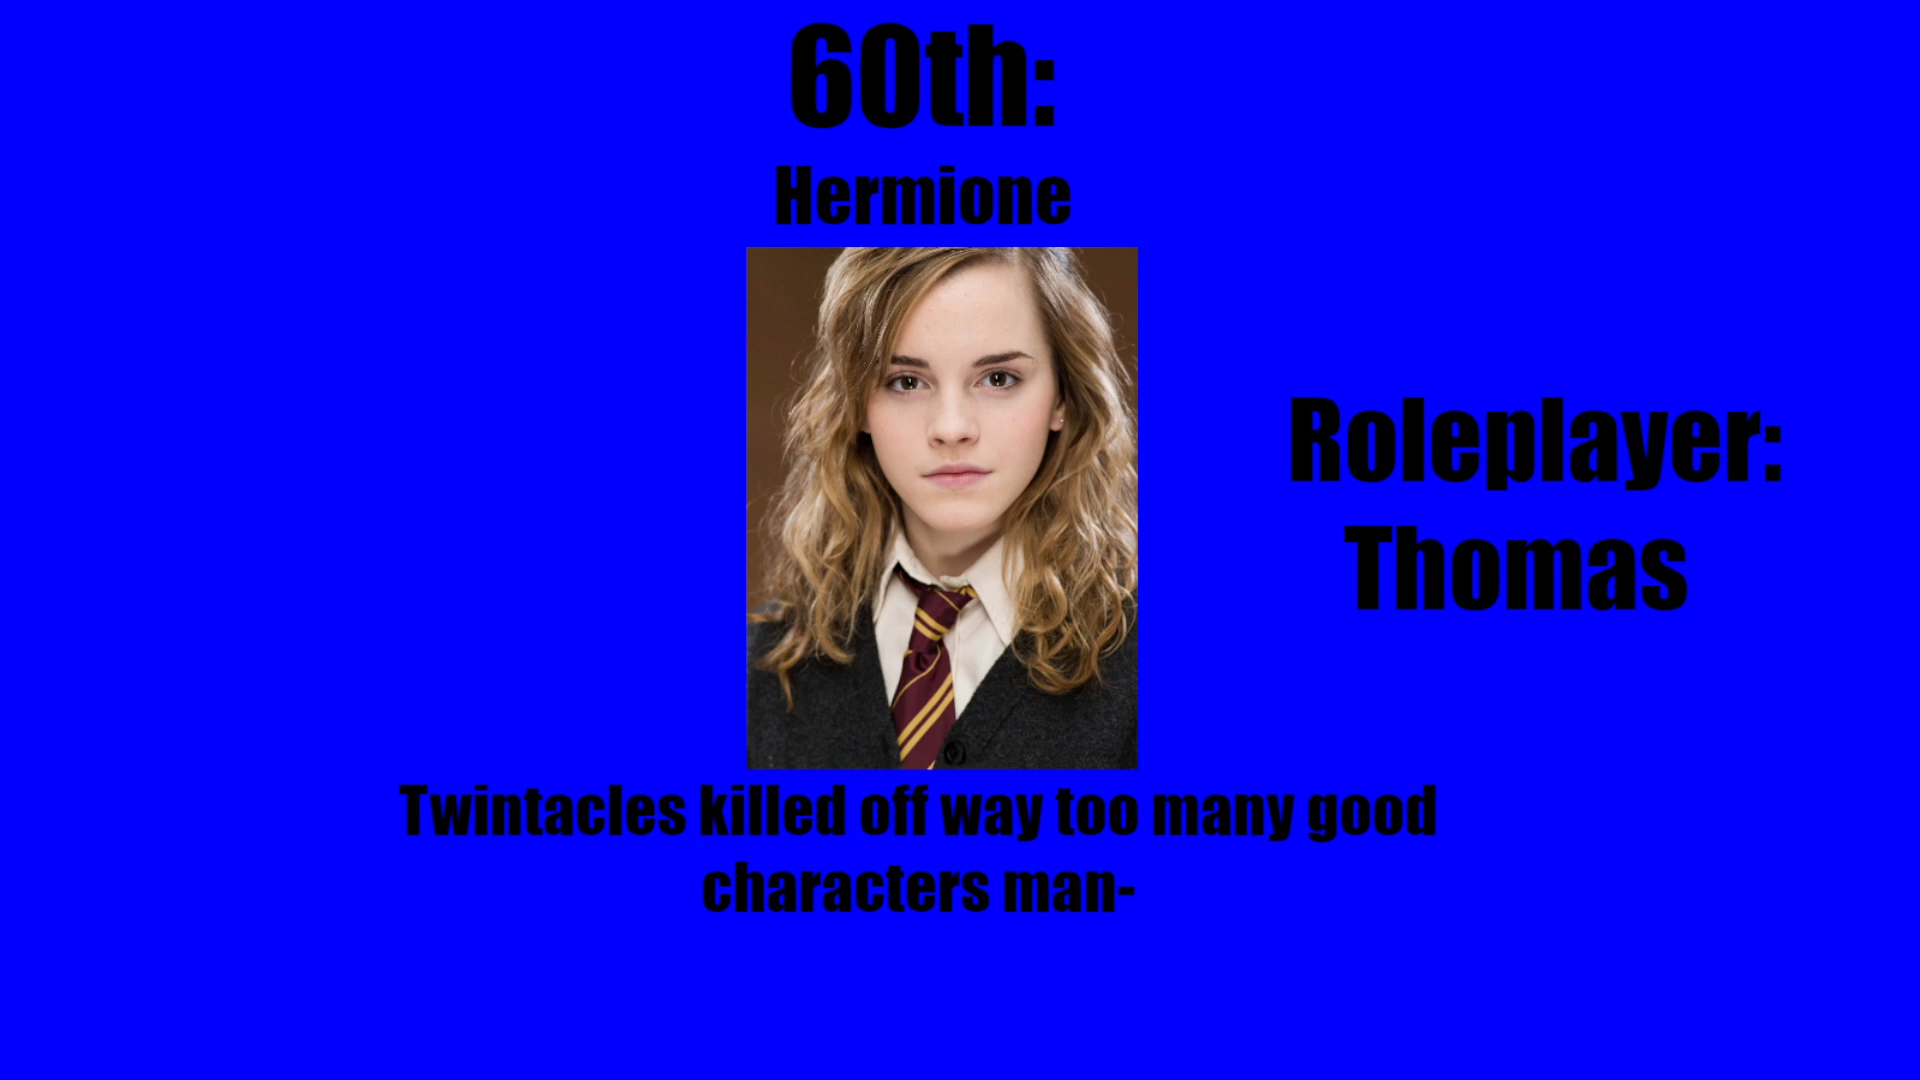 60th:
Hermione
Roleplayer:
Thomas
Twintacles killed off way too many good
characters man-